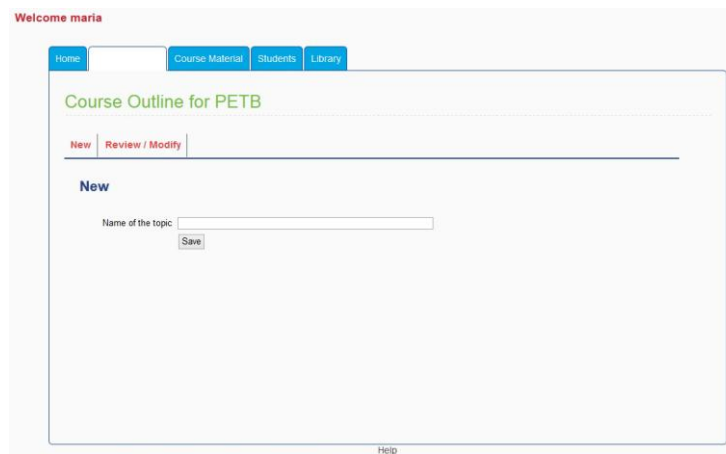 Welcome maria
Home Course Material Students Library
Course Outline for PETB
New Review / Modify
New
Name of the topic
Save
Help